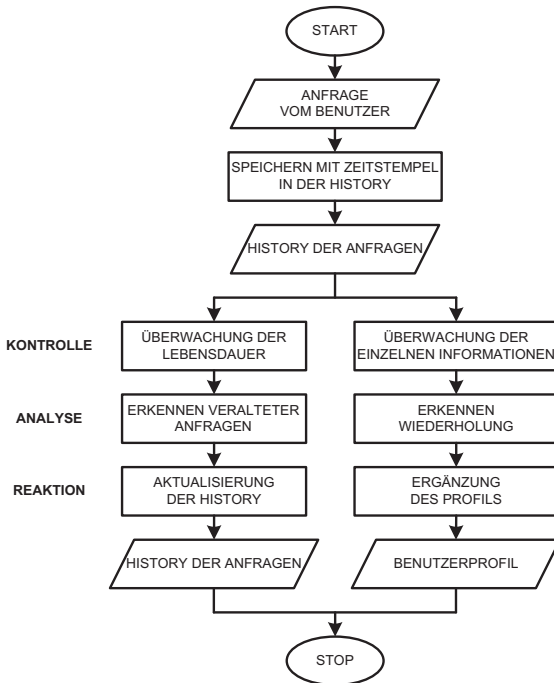 START
ANFRAGE
VOM BENUTZER
SPEICHERN MIT ZEITSTEMPEL
IN DER HISTORY
HISTORY DER ANFRAGEN
KONTROLLE
ÜBERWACHUNG DER
LEBENSDAUER
ÜBERWACHUNG DER
EINZELNEN INFORMATIONEN
ANALYSE
ERKENNEN VERALTETER
ANFRAGEN
ERKENNEN
WIEDERHOLUNG
REAKTION
AKTUALISIERUNG
DER HISTORY
ERGÄNZUNG
DES PROFILS
HISTORY DER ANFRAGEN
BENUTZERPROFIL
STOP